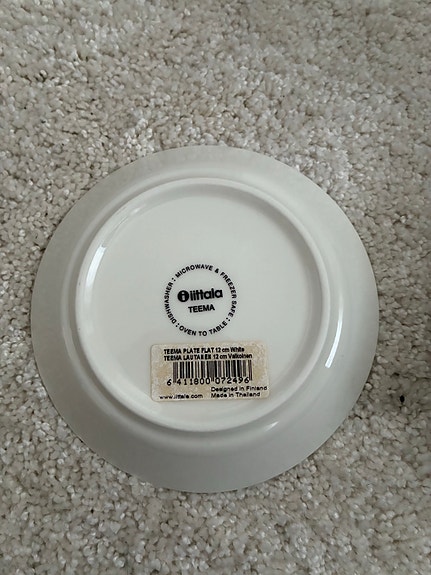 DISHWASHER : MICROWAVE & FREEZER SAFE : OVEN TO TABLE :
iittala
TEEMA
TEEMA PLATE FLAT 12 cm White
TEEMA LAUTANEN 12 cm Valkoinen
6 411800 072496
Designed in Finland
www.iittala.com Made in Thailand